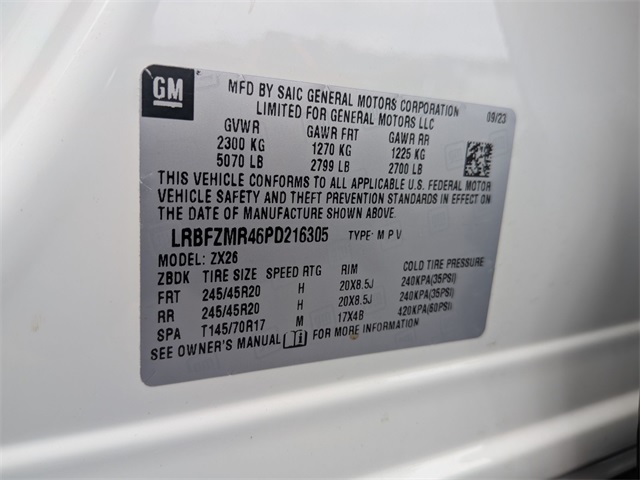 GM
MFD BY SAIC GENERAL MOTORS CORPORATION
LIMITED FOR GENERAL MOTORS LLC
09/23
GVWR GAWR FRT GAWR RR
2300 KG 1270 KG 1225 KG
5070 LB 2799 LB 2700 LB
THIS VEHICLE CONFORMS TO ALL APPLICABLE U.S. FEDERAL MOTOR
VEHICLE SAFETY AND THEFT PREVENTION STANDARDS IN EFFECT ON THE
DATE OF MANUFACTURE SHOWN ABOVE.
LRBFZMR46PD216305 TYPE: M P V
MODEL: ZX26
ZBDK TIRE SIZE SPEED RTG RIM COLD TIRE PRESSURE
FRT 245/45R20 H 20X8.5J 240KPA(35PSI)
RR 245/45R20 H 20X8.5J 240KPA(35PSI)
SPA T145/70R17 M 17X4B 420KPA(60PSI)
SEE OWNER'S MANUAL FOR MORE INFORMATION